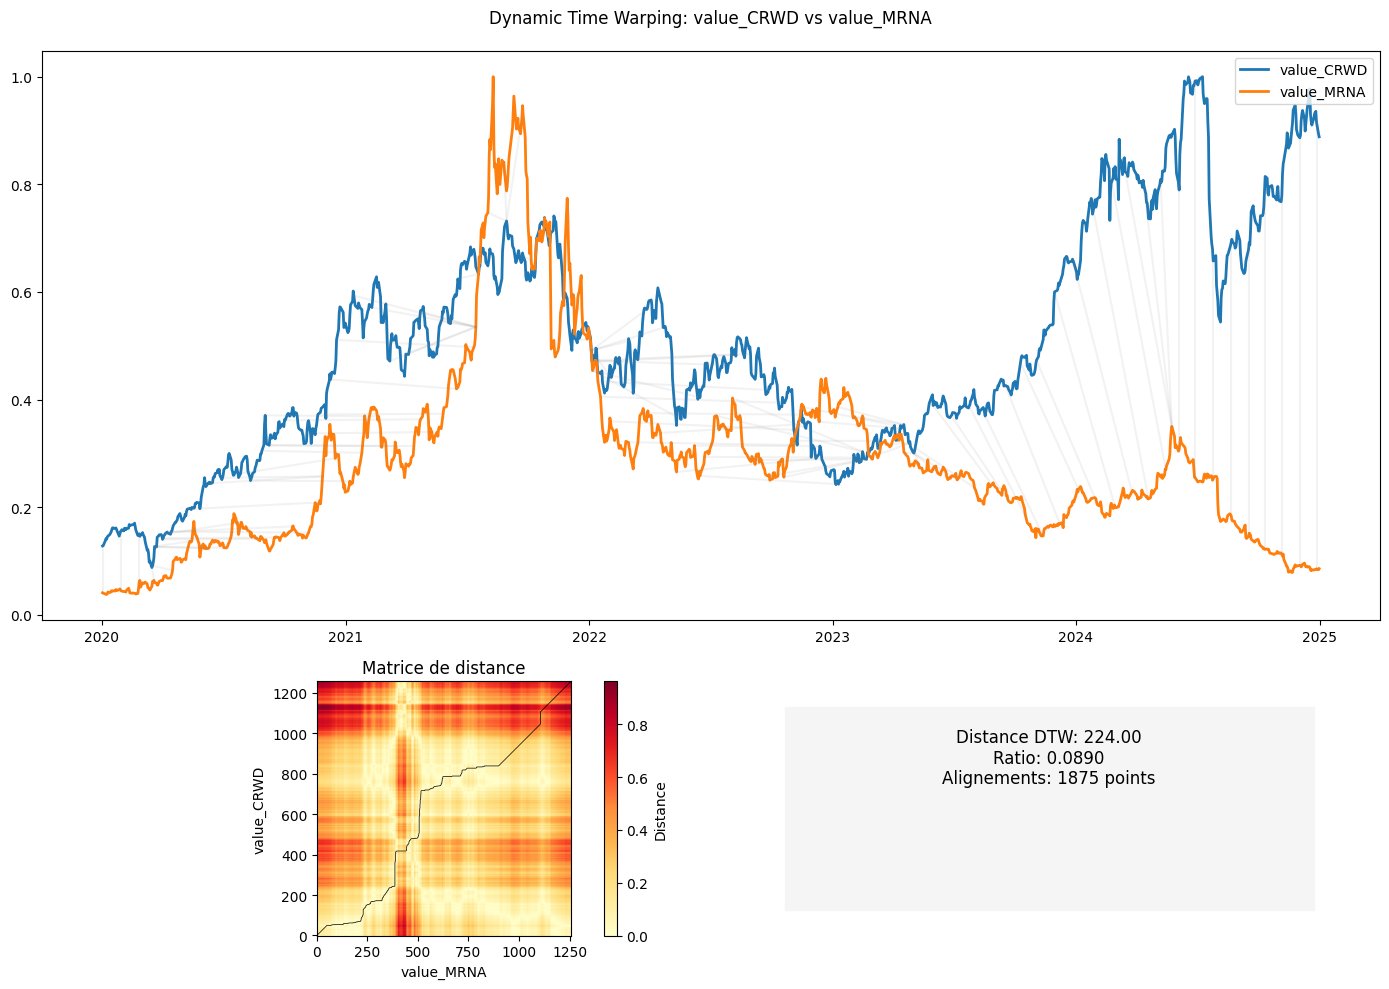 Dynamic Time Warping: value_CRWD vs value_MRNA
value_CRWD
value_MRNA
1.0
0.8
0.6
0.4
0.2
0.0
2020 2021 2022 2023 2024 2025
Matrice de distance
value_CRWD
1200
1000
800
600
400
200
0
0 250 500 750 1000 1250
value_MRNA
0.8
0.6
0.4
0.2
0.0
Distance
Distance DTW: 224.00
Ratio: 0.0890
Alignements: 1875 points